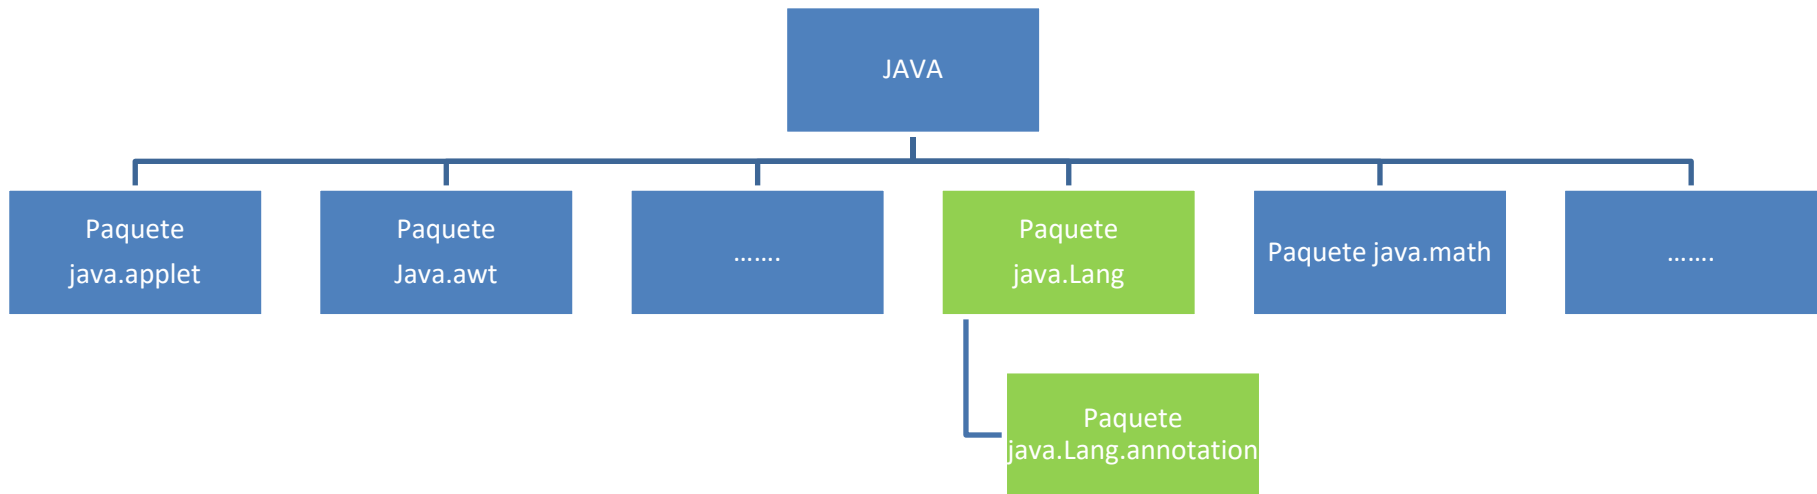 JAVA
Paquete
java.applet
Paquete
Java.awt
.......
Paquete
java.Lang
Paquete java.math
.......
Paquete
java.Lang.annotation